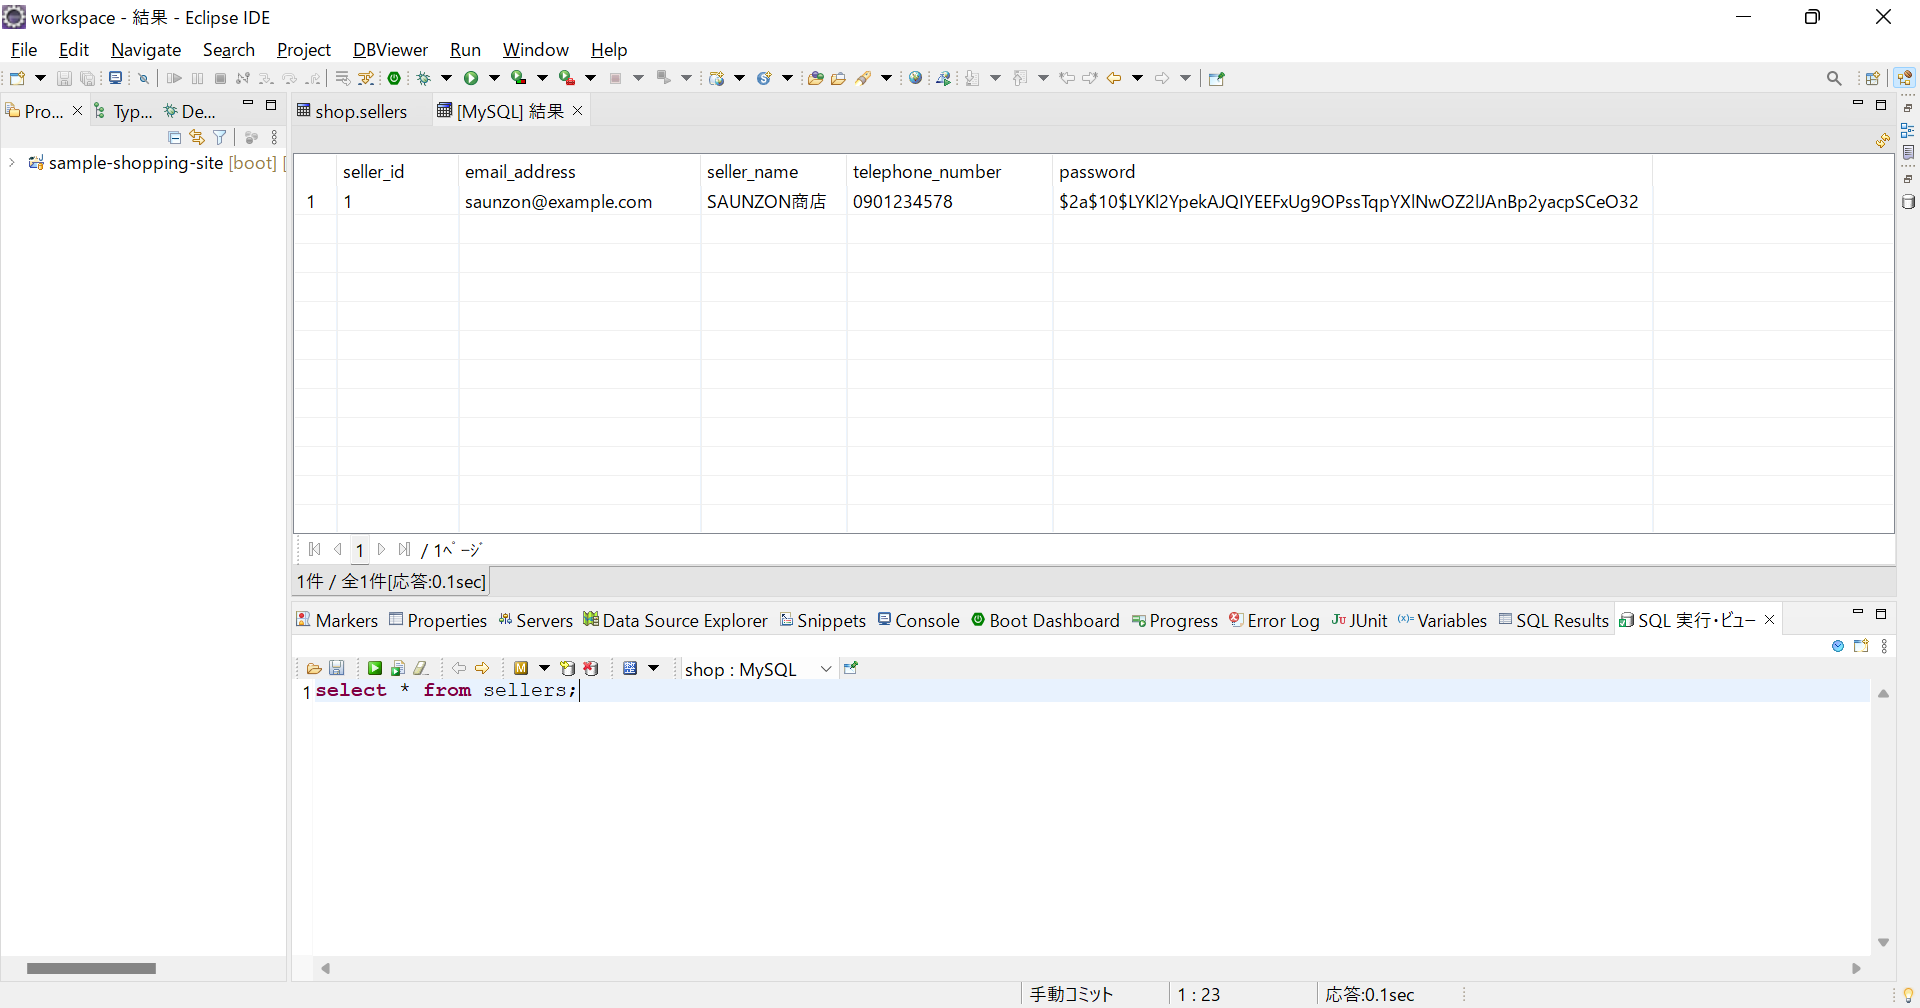 workspace - 結果 - Eclipse IDE
File Edit Navigate Search Project DBViewer Run Window Help
Pro... Typ... De...
sample-shopping-site [boot] [
shop.sellers [MySQL] 結果
seller_id email_address seller_name telephone_number password
1 1 saunzon@example.com SAUNZON商店 0901234578 $2a$10$LYKl2YpekAJQIYEEFxUg9OPssTqpYXlNwOZ2lJAnBp2yacpSCeO32
1 / 1ページ
1件 / 全1件[応答:0.1sec]
Markers Properties Servers Data Source Explorer Snippets Console Boot Dashboard Progress Error Log JUnit Variables SQL Results SQL 実行・ビュー
shop : MySQL
1 select * from sellers;
手動コミット 1 : 23 応答:0.1sec